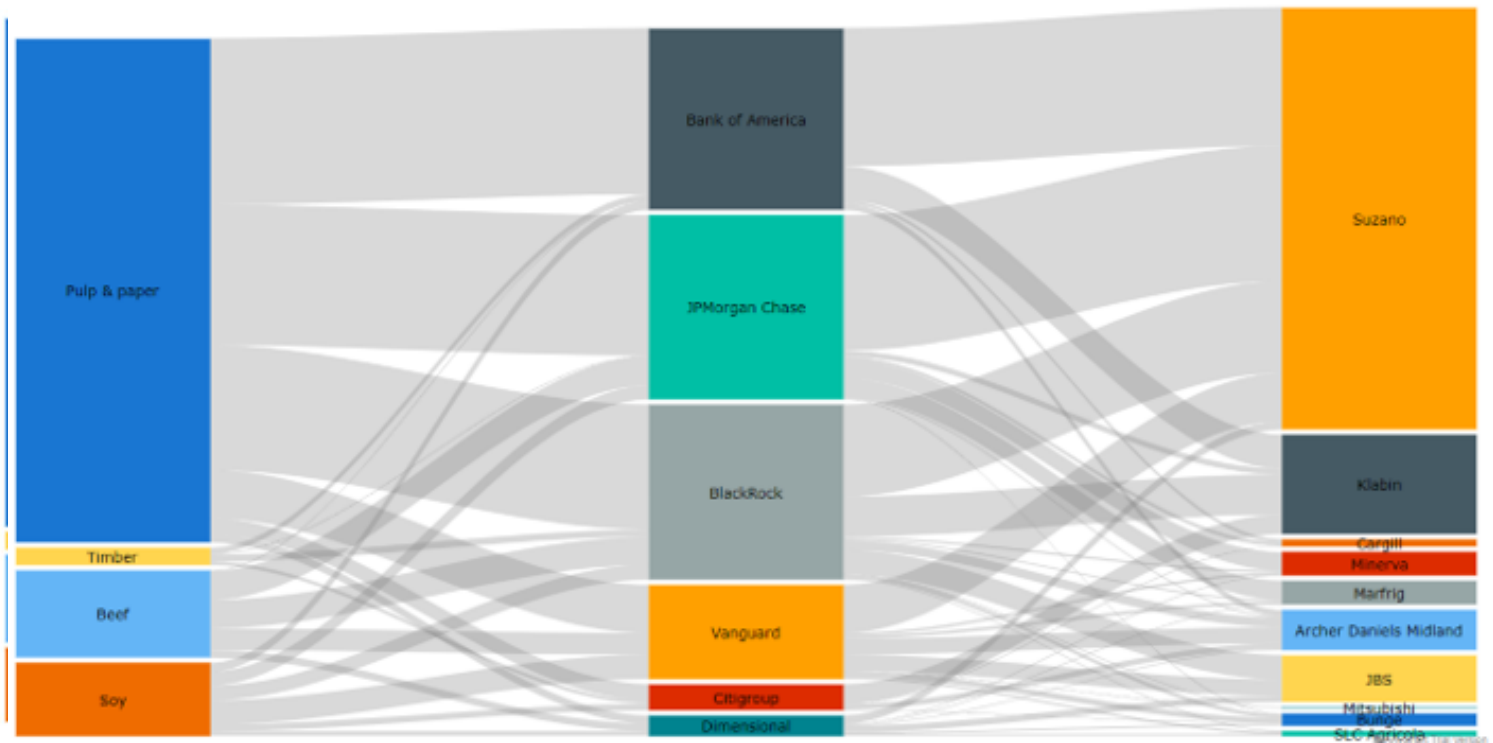 Pulp & paper
Timber
Beef
Soy
Bank of America
JPMorgan Chase
BlackRock
Vanguard
Citigroup
Dimensional
Suzano
Klabin
Cargill
Minerva
Marfrig
Archer Daniels Midland
JBS
Mitsubishi
Bunge
SLC Agricola